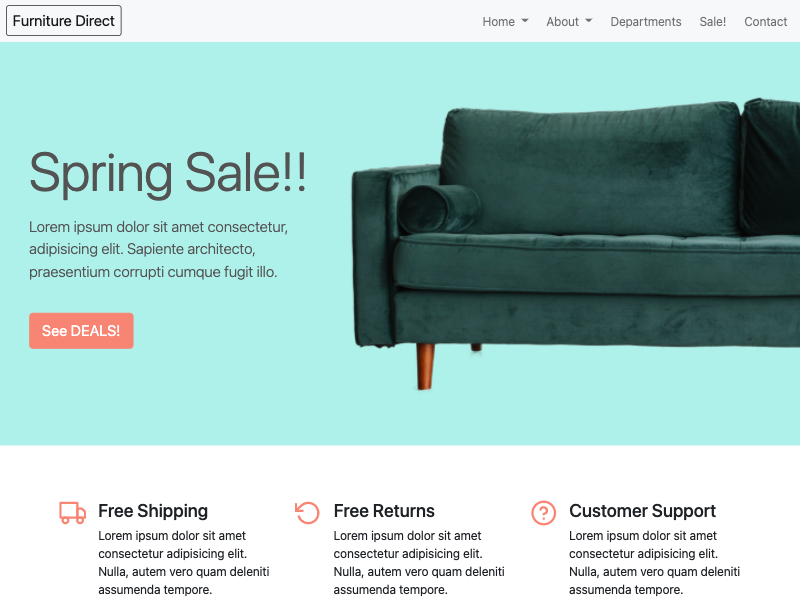 Furniture Direct
Home About Departments Sale! Contact
Spring Sale!!
Lorem ipsum dolor sit amet consectetur,
adipisicing elit. Sapiente architecto,
praesentium corrupti cumque fugit illo.
See DEALS!
Free Shipping
Lorem ipsum dolor sit amet
consectetur adipisicing elit.
Nulla, autem vero quam deleniti
assumenda tempore.
Free Returns
Lorem ipsum dolor sit amet
consectetur adipisicing elit.
Nulla, autem vero quam deleniti
assumenda tempore.
Customer Support
Lorem ipsum dolor sit amet
consectetur adipisicing elit.
Nulla, autem vero quam deleniti
assumenda tempore.